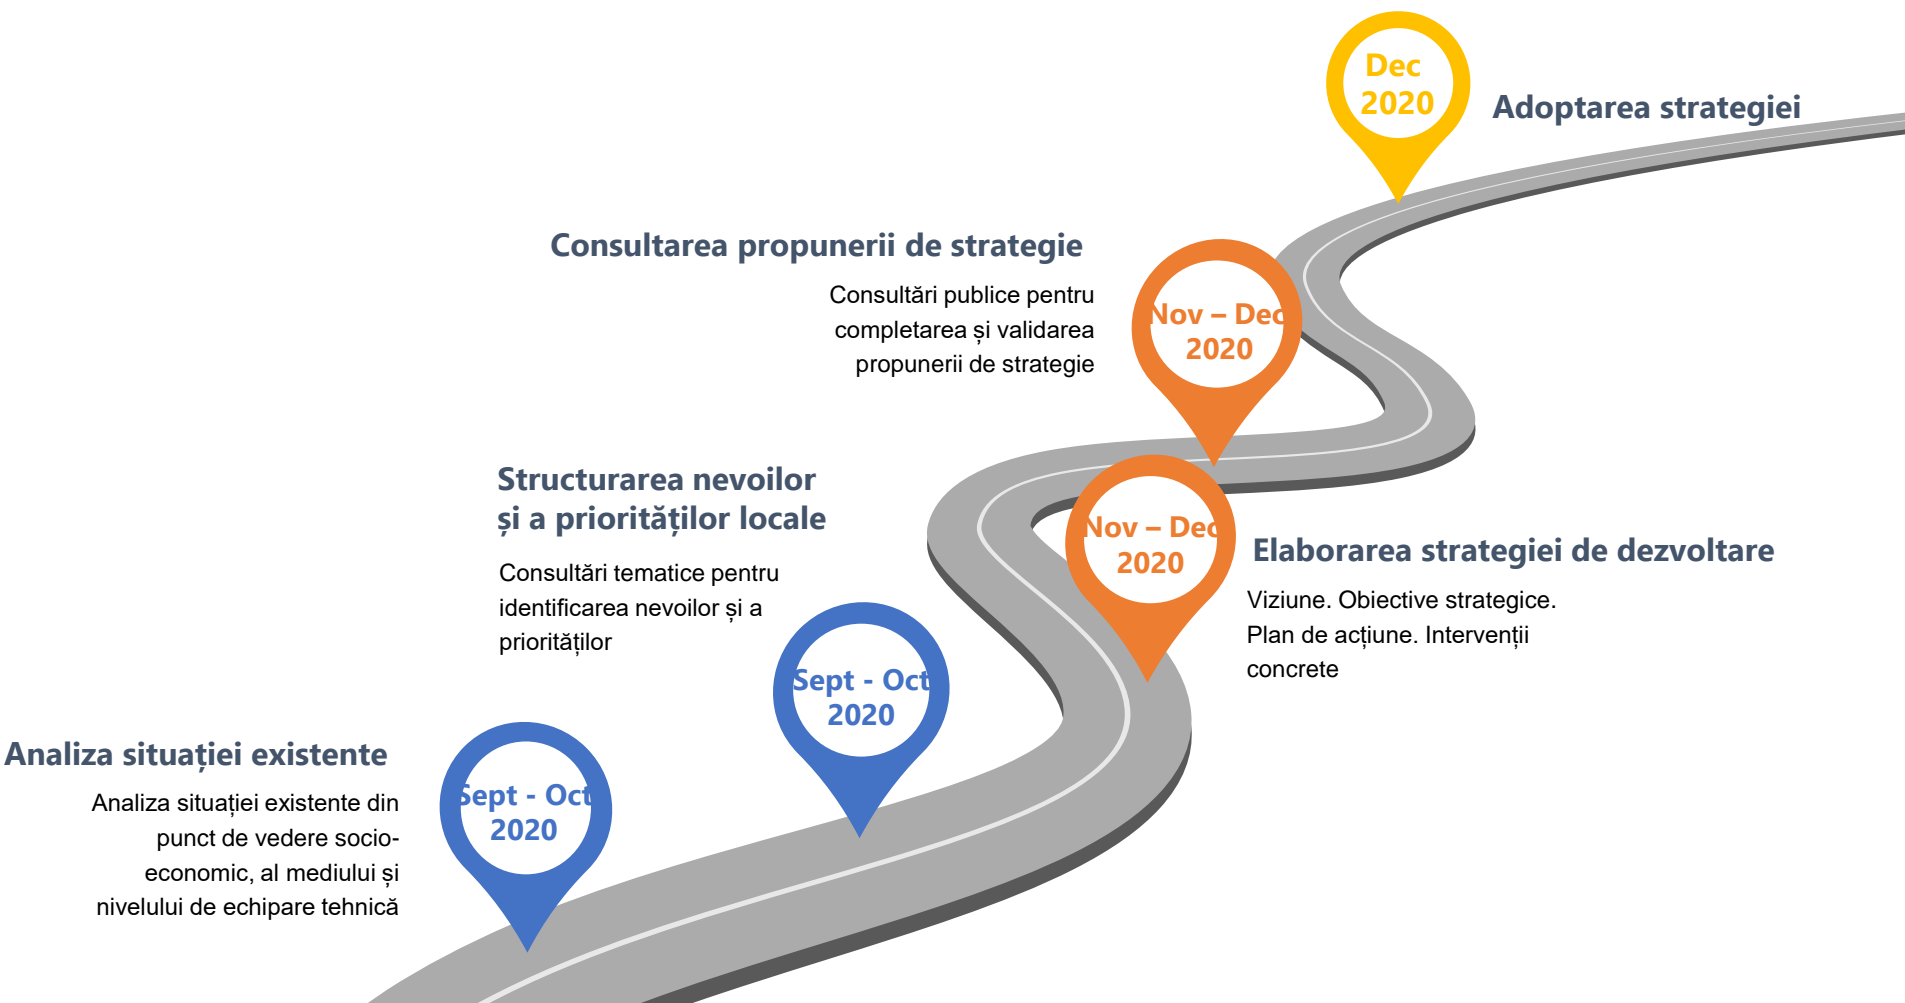 Dec
2020
Adoptarea strategiei
Consultarea propunerii de strategie
Consultări publice pentru
completarea și validarea
propunerii de strategie
Nov – Dec
2020
Structurarea nevoilor
și a priorităților locale
Consultări tematice pentru
identificarea nevoilor și a
priorităților
Nov – Dec
2020
Elaborarea strategiei de dezvoltare
Viziune. Obiective strategice.
Plan de acțiune. Intervenții
concrete
Sept - Oct
2020
Analiza situației existente
Analiza situației existente din
punct de vedere socio-
economic, al mediului și
nivelului de echipare tehnică
Sept - Oct
2020